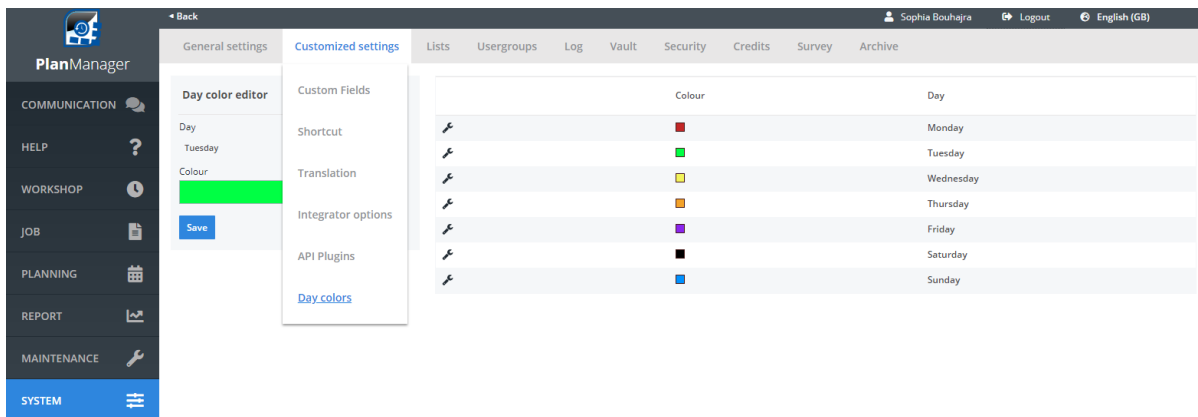 ◂ Back
Sophia Bouhajra
Logout
English (GB)
PlanManager
General settings
Customized settings
Lists
Usergroups
Log
Vault
Security
Credits
Survey
Archive
COMMUNICATION
HELP
?
WORKSHOP
JOB
PLANNING
REPORT
MAINTENANCE
SYSTEM
Day color editor
Day
Tuesday
Colour
Save
Custom Fields
Shortcut
Translation
Integrator options
API Plugins
Day colors
Colour Day
Monday
Tuesday
Wednesday
Thursday
Friday
Saturday
Sunday